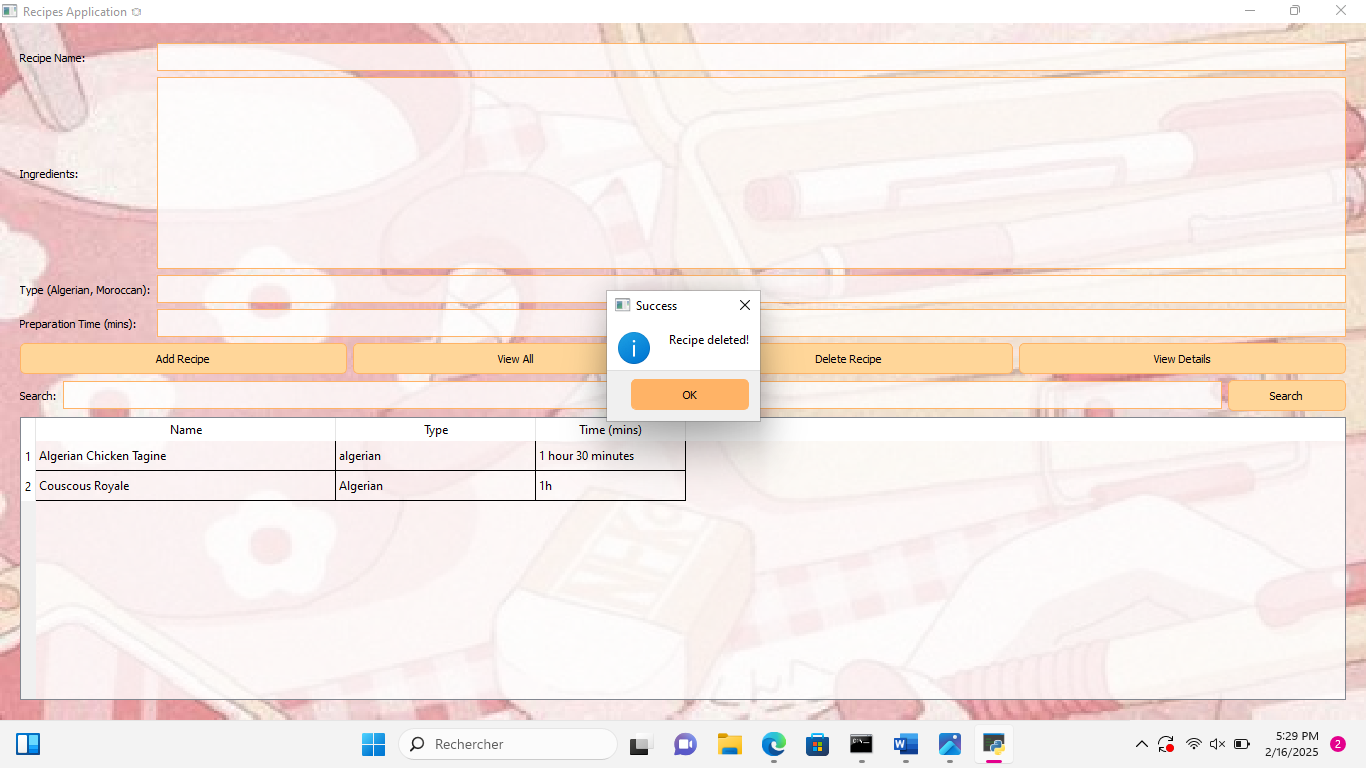 Recipes Application
Recipe Name:
Ingredients:
Type (Algerian, Moroccan):
Preparation Time (mins):
Success
Recipe deleted!
OK
Add Recipe View All Delete Recipe View Details
Search: Search
Name Type Time (mins)
1 Algerian Chicken Tagine algerian 1 hour 30 minutes
2 Couscous Royale Algerian 1h
Rechercher
5:29 PM
2/16/2025
2